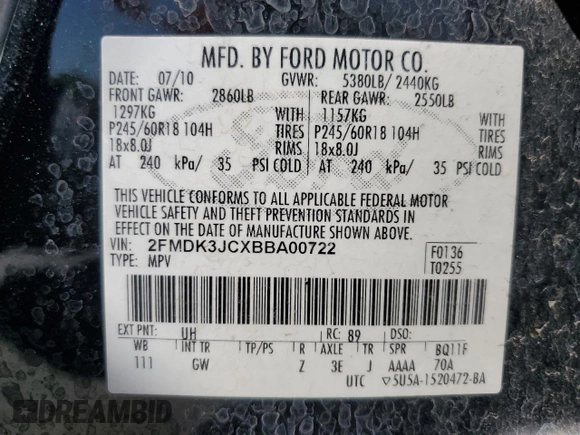 MFD. BY FORD MOTOR CO.
DATE: 07/10 GVWR: 5380LB/ 2440KG
FRONT GAWR: 2860LB REAR GAWR: 2550LB
1297KG WITH 1157KG WITH
P245/60R18 104H TIRES P245/60R18 104H TIRES
18x8.0J RIMS 18x8.0J RIMS
AT 240 kPa/ 35 PSI COLD AT 240 kPa/ 35 PSI COLD
THIS VEHICLE CONFORMS TO ALL APPLICABLE FEDERAL MOTOR
VEHICLE SAFETY AND THEFT PREVENTION STANDARDS IN
EFFECT ON THE DATE OF MANUFACTURE SHOWN ABOVE.
VIN: 2FMDK3JCXBBA00722 F0136
TYPE: MPV T0255
EXT PNT: UH RC: 89 DSO:
WB INT TR TP/PS R AXLE TR SPR BQ11F
111 GW Z 3E J AAAA 70A
UTC ▽5U5A-1520472-BA
DREAMBID